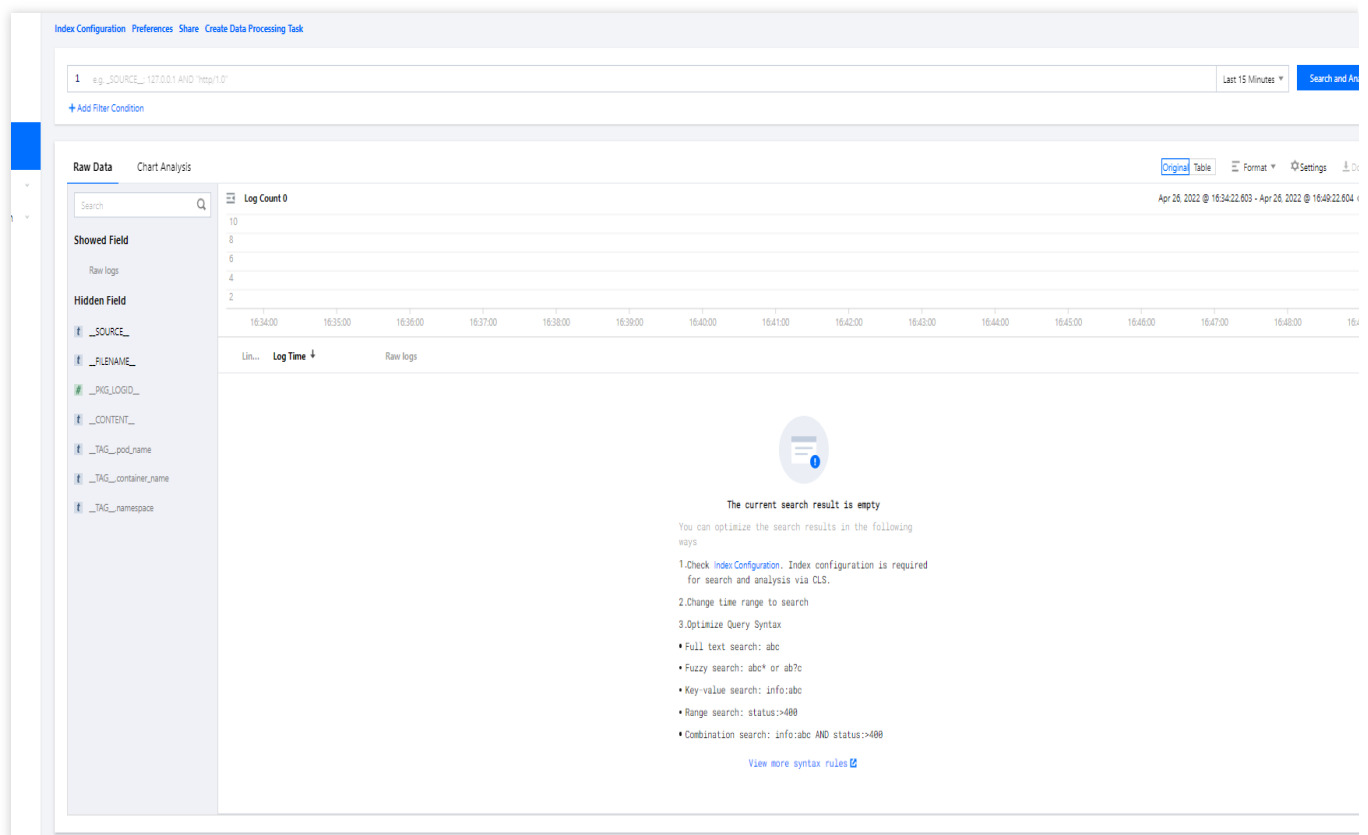 Index Configuration Preferences Share Create Data Processing Task
1 e.g. _SOURCE_: 127.0.0.1 AND "http/1.0"
Last 15 Minutes
Search and Ana
+ Add Filter Condition
Raw Data Chart Analysis
Original Table Format Settings
Search
Log Count 0
Apr 26, 2022 @ 16:34:22.603 - Apr 26, 2022 @ 16:49:22.604
10
8
6
4
2
16:34:00 16:35:00 16:36:00 16:37:00 16:38:00 16:39:00 16:40:00 16:41:00 16:42:00 16:43:00 16:44:00 16:45:00 16:46:00 16:47:00 16:48:00
Showed Field
Raw logs
Hidden Field
t __SOURCE__
t __FILENAME__
# __PKG_LOGID__
t __CONTENT__
t __TAG__.pod_name
t __TAG__.container_name
t __TAG__.namespace
Lin... Log Time Raw logs
The current search result is empty
You can optimize the search results in the following
ways
1.Check Index Configuration. Index configuration is required
for search and analysis via CLS.
2.Change time range to search
3.Optimize Query Syntax
• Full text search: abc
• Fuzzy search: abc* or ab?c
• Key-value search: info:abc
• Range search: status:>400
• Combination search: info:abc AND status:>400
View more syntax rules